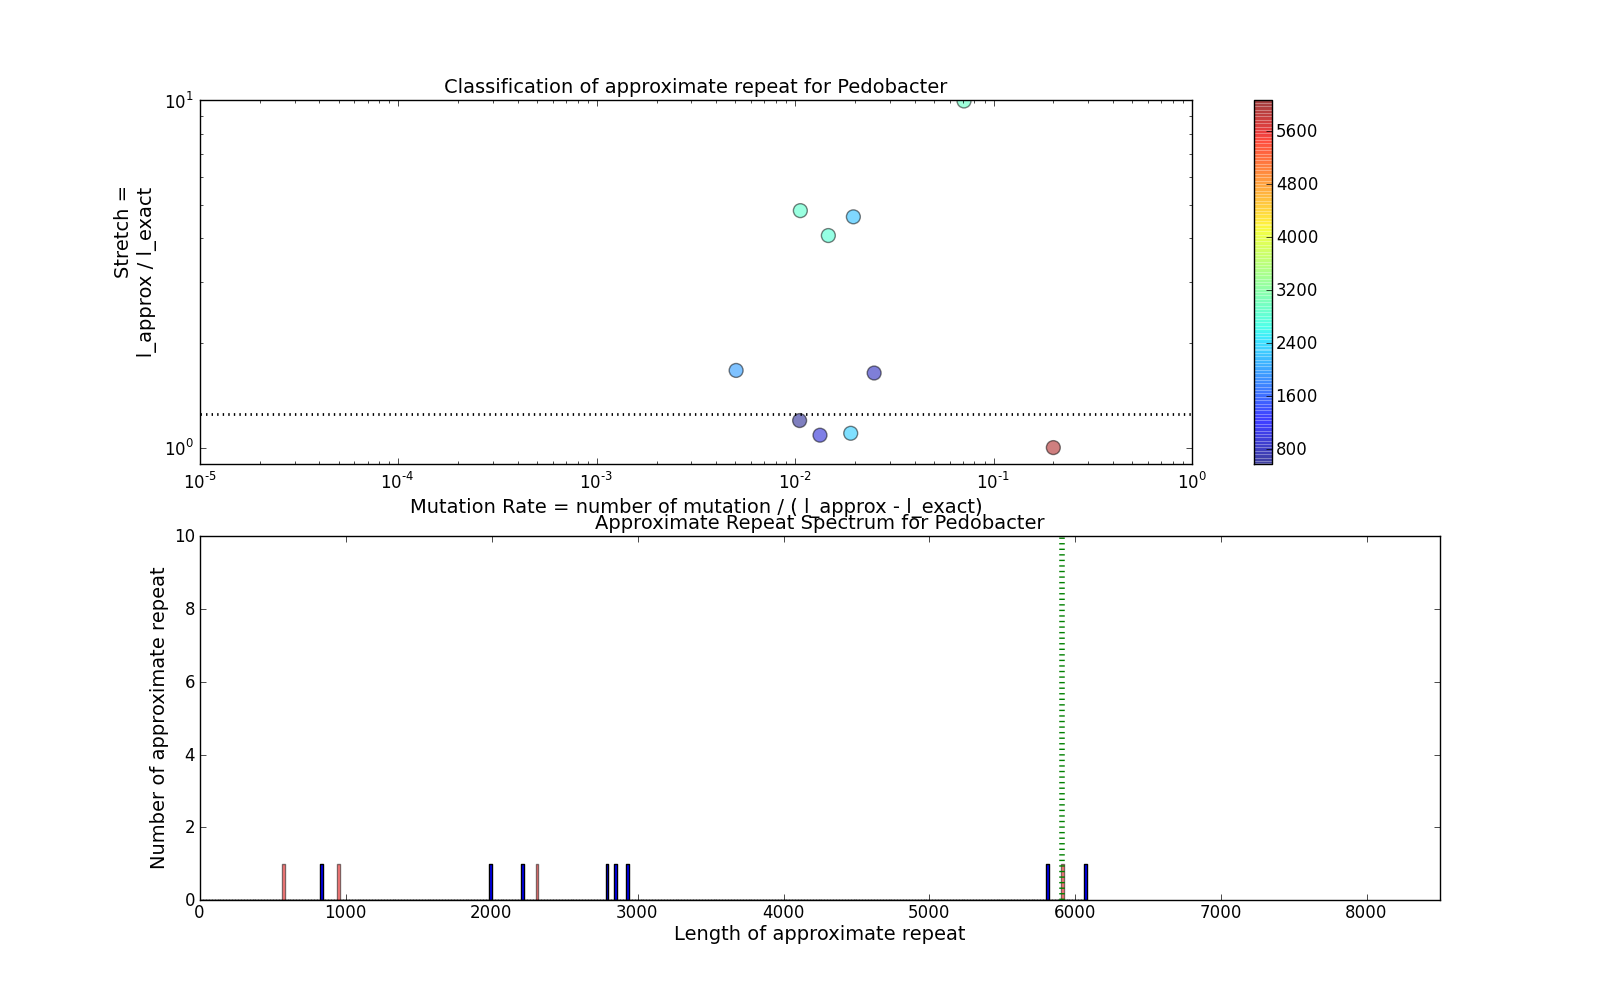 Classification of approximate repeat for Pedobacter
10^1
10^0
Stretch =
l_approx / l_exact
10^-5 10^-4 10^-3 10^-2 10^-1 10^0
Mutation Rate = number of mutation / ( l_approx - l_exact)
5600
4800
4000
3200
2400
1600
800
Approximate Repeat Spectrum for Pedobacter
10
8
6
4
2
0
Number of approximate repeat
0 1000 2000 3000 4000 5000 6000 7000 8000
Length of approximate repeat